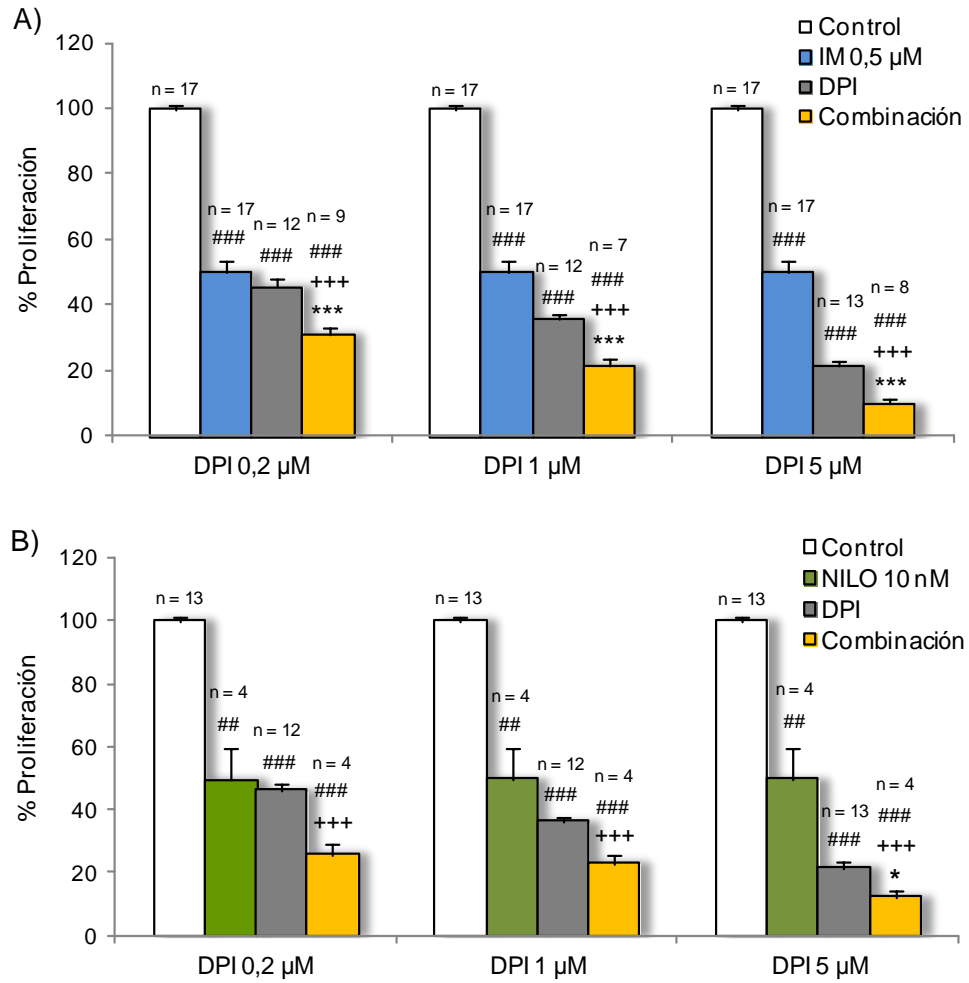 A)
% Proliferación
120
100
80
60
40
20
0
Control
IM 0,5 µM
DPI
Combinación
n = 17
n = 17
###
n = 12
###
n = 9
###
+++
***
n = 17
n = 17
###
n = 12
###
n = 7
###
+++
***
n = 17
n = 17
###
n = 13
###
n = 8
###
+++
***
DPI 0,2 µM
DPI 1 µM
DPI 5 µM
B)
% Proliferación
120
100
80
60
40
20
0
Control
NILO 10 nM
DPI
Combinación
n = 13
n = 4
##
n = 12
###
n = 4
###
+++
n = 13
n = 4
##
n = 12
###
n = 4
###
+++
n = 13
n = 4
##
n = 13
###
n = 4
###
+++
*
DPI 0,2 µM
DPI 1 µM
DPI 5 µM